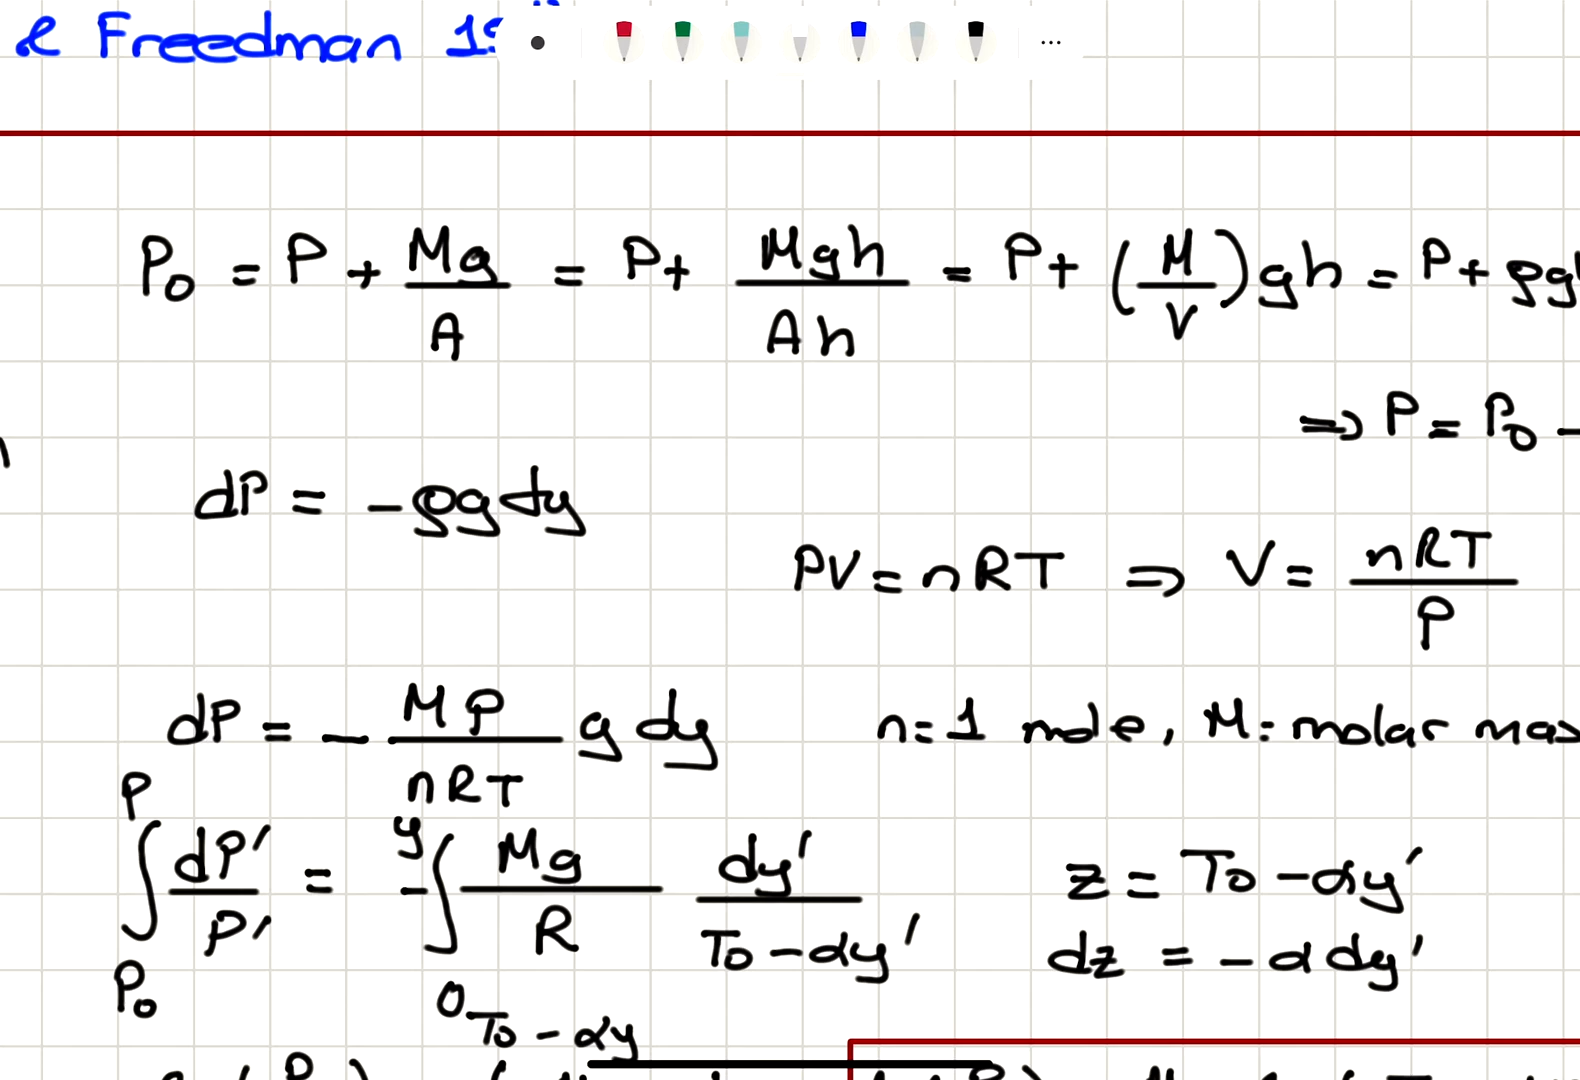 & Freedman 19
P₀ = P + Mg/A = P + Mgh/Ah = P + (M/V)gh = P + ρg
⇒ P = P₀ -
dP = -ρg dy
PV = nRT ⇒ V = nRT/P
dP = - MP/nRT g dy n=1 mole, M: molar mas
∫_{P₀}^{P} dP'/P' = -∫_{0}^{y} Mg/R dy'/(T₀ - αy') z = T₀ - αy'
dz = -α dy'
T₀ - αy